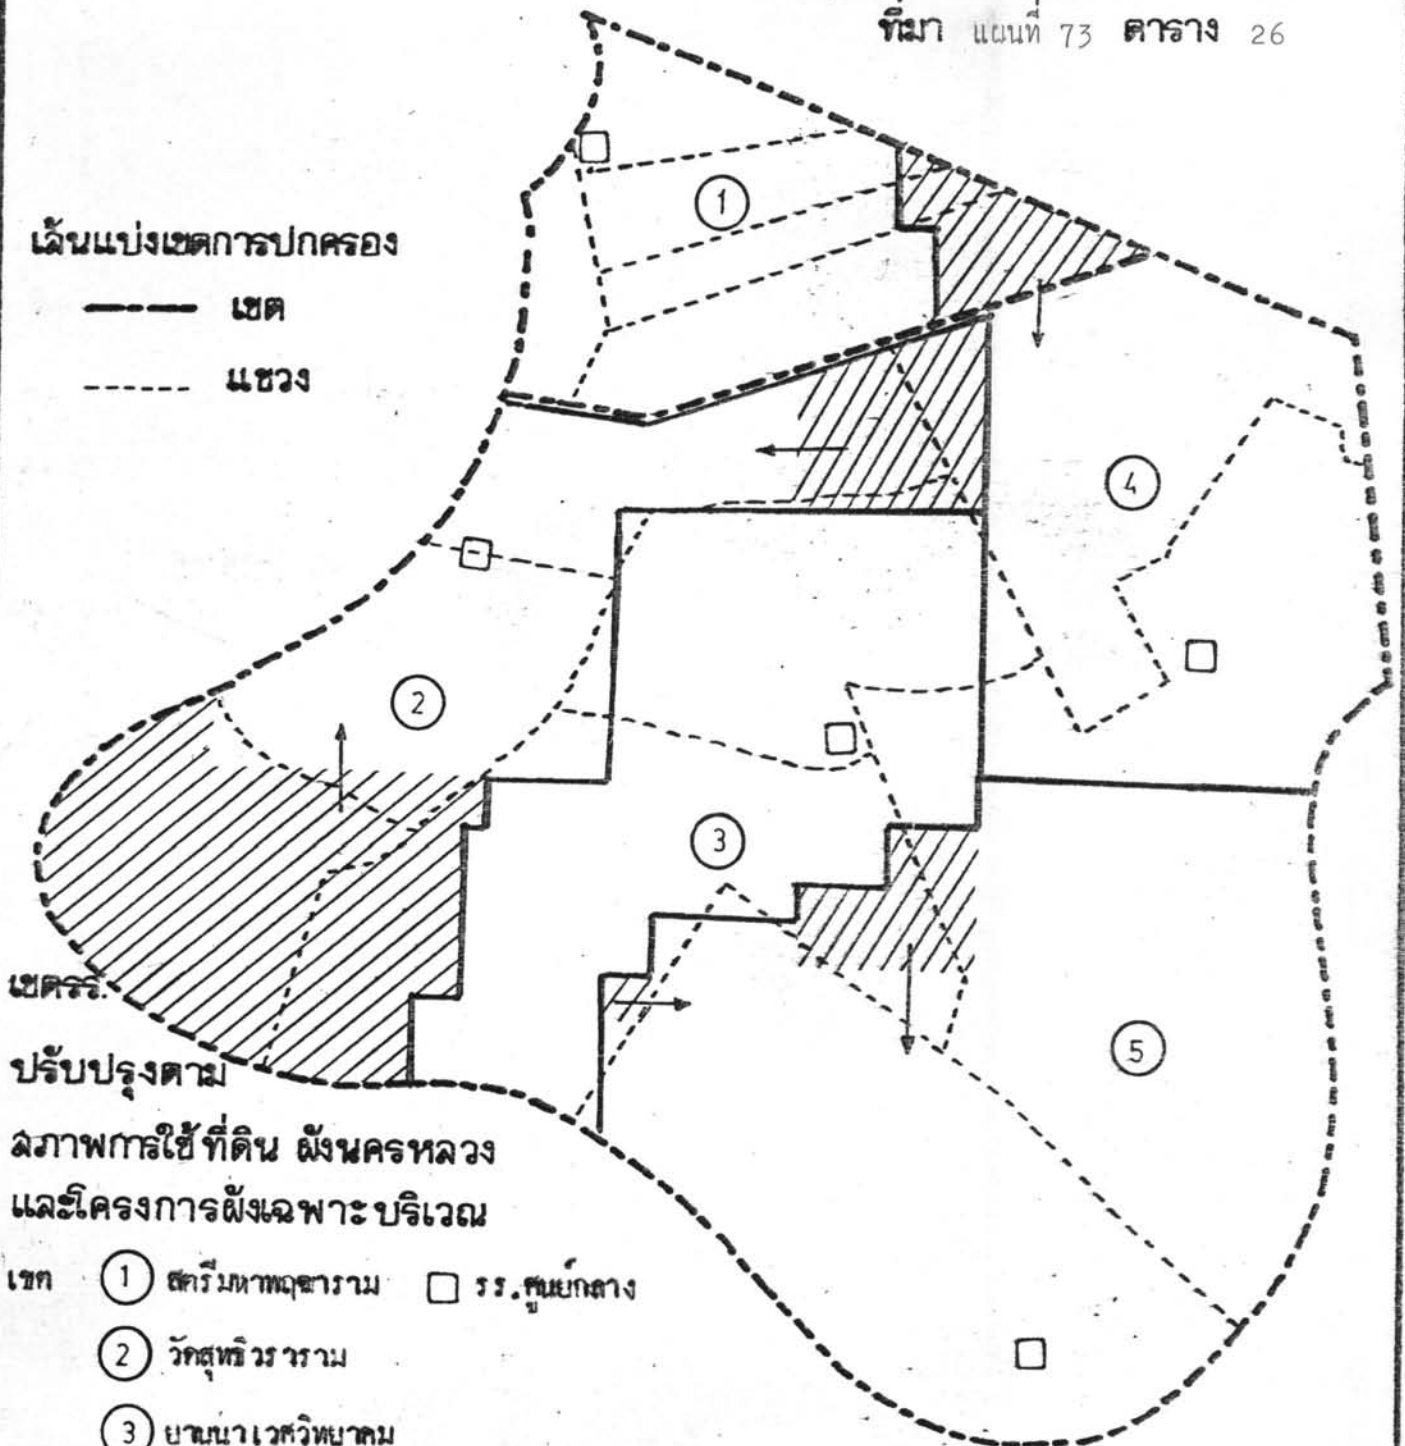 ที่มา แผนที่ 73 ตาราง 26
เส้นแบ่งเขตการปกครอง
เขต
แขวง
1
4
2
3
5
เขตรร.
ปรับปรุงตาม
สภาพการใช้ที่ดิน ผังนครหลวง
และโครงการผังเฉพาะบริเวณ
เขต 1 สตรีมหาพฤฒาราม รร.ศูนย์กลาง
2 วัดสุทธิวราราม
3 ยานนาเวศวิทยาคม